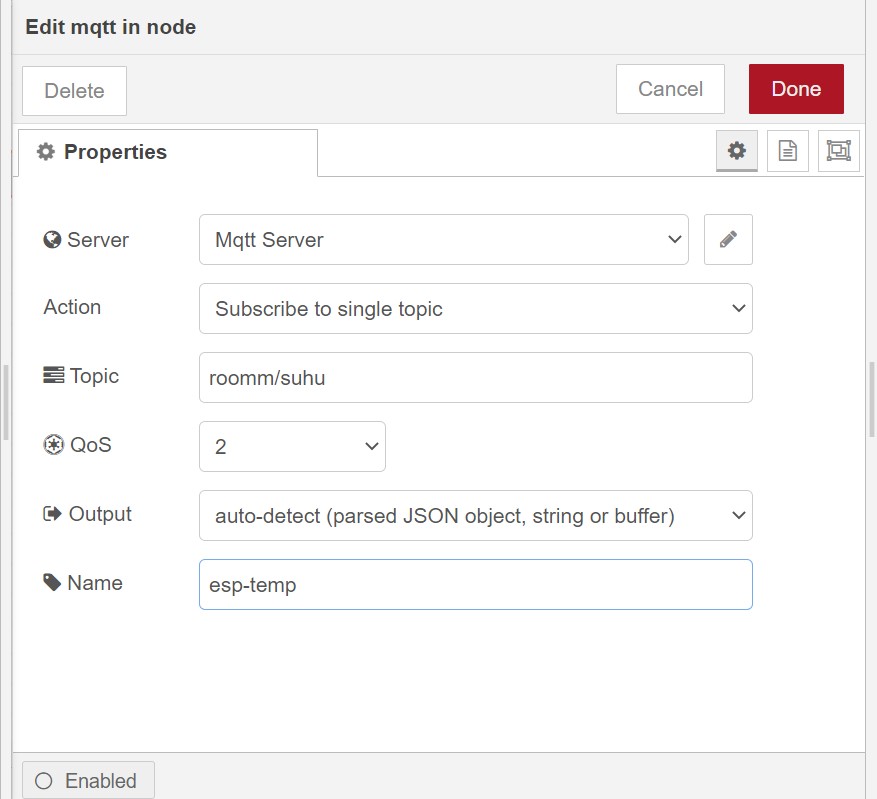 Edit mqtt in node
Delete Cancel Done
Properties
Server Mqtt Server
Action Subscribe to single topic
Topic roomm/suhu
QoS 2
Output auto-detect (parsed JSON object, string or buffer)
Name esp-temp
Enabled